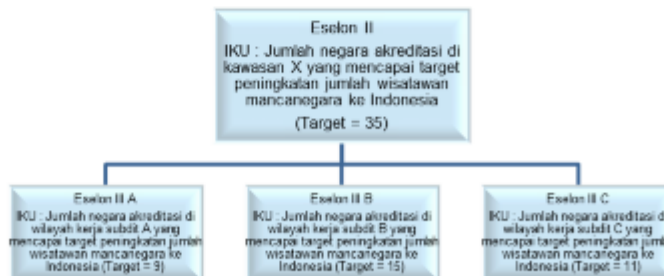 Eselon II
IKU : Jumlah negara akreditasi di
kawasan X yang mencapai target
peningkatan jumlah wisatawan
mancanegara ke Indonesia
(Target = 35)
Eselon III A
IKU : Jumlah negara akreditasi di
wilayah kerja subdit A yang
mencapai target peningkatan jumlah
wisatawan mancanegara ke
Indonesia (Target = 9)
Eselon III B
IKU : Jumlah negara akreditasi di
wilayah kerja subdit B yang
mencapai target peningkatan jumlah
wisatawan mancanegara ke
Indonesia (Target = 15)
Eselon III C
IKU : Jumlah negara akreditasi di
wilayah kerja subdit C yang
mencapai target peningkatan jumlah
wisatawan mancanegara ke
Indonesia (Target = 11)